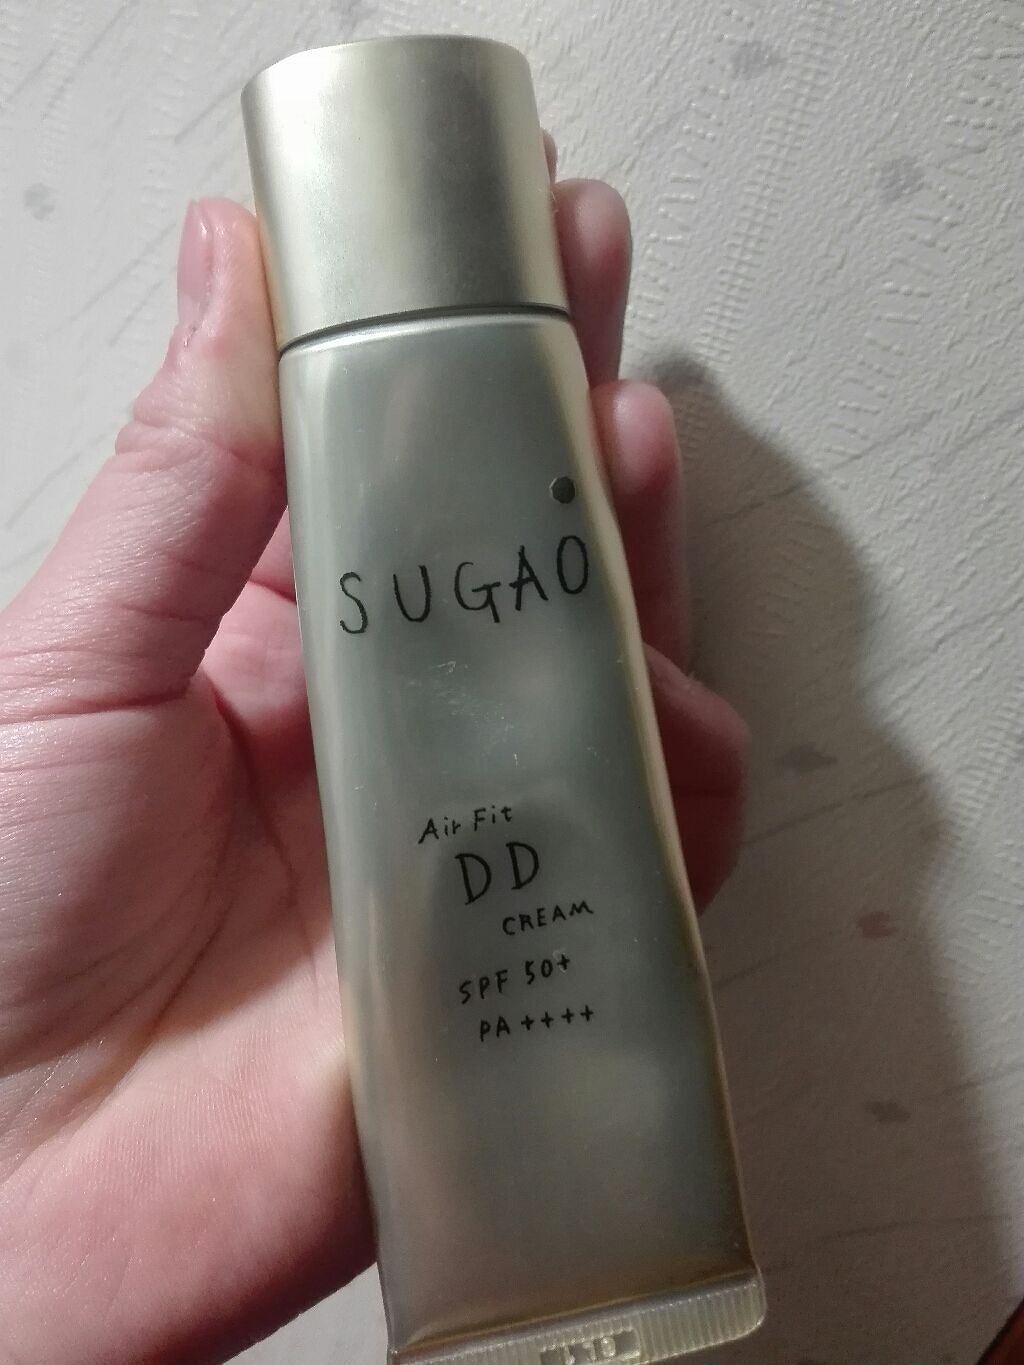 SUGAO
Air Fit
DD
CREAM
SPF 50+
PA++++